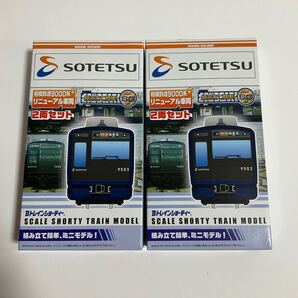 SOTETSU
相模鉄道9000系
リニューアル車両
2両セット
9503
Bトレインショーティー
SCALE SHORTY TRAIN MODEL
組み立て簡単、ミニモデル！
SOTETSU
相模鉄道9000系
リニューアル車両
2両セット
9503
Bトレインショーティー
SCALE SHORTY TRAIN MODEL
組み立て簡単、ミニモデル！